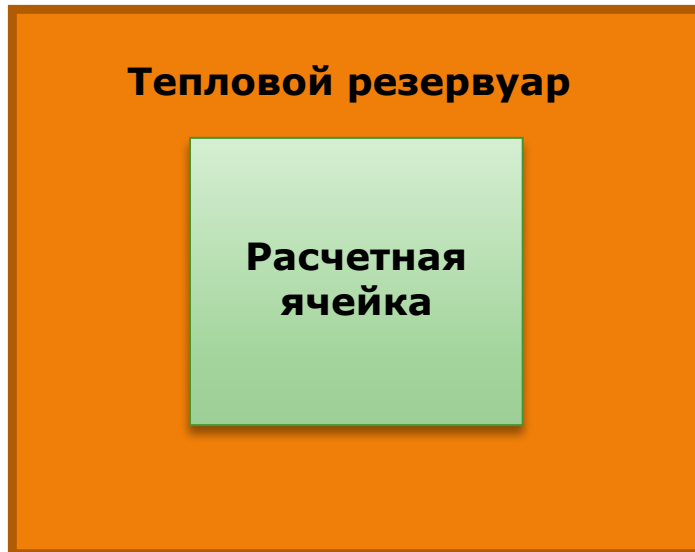 Тепловой резервуар
Расчетная
ячейка